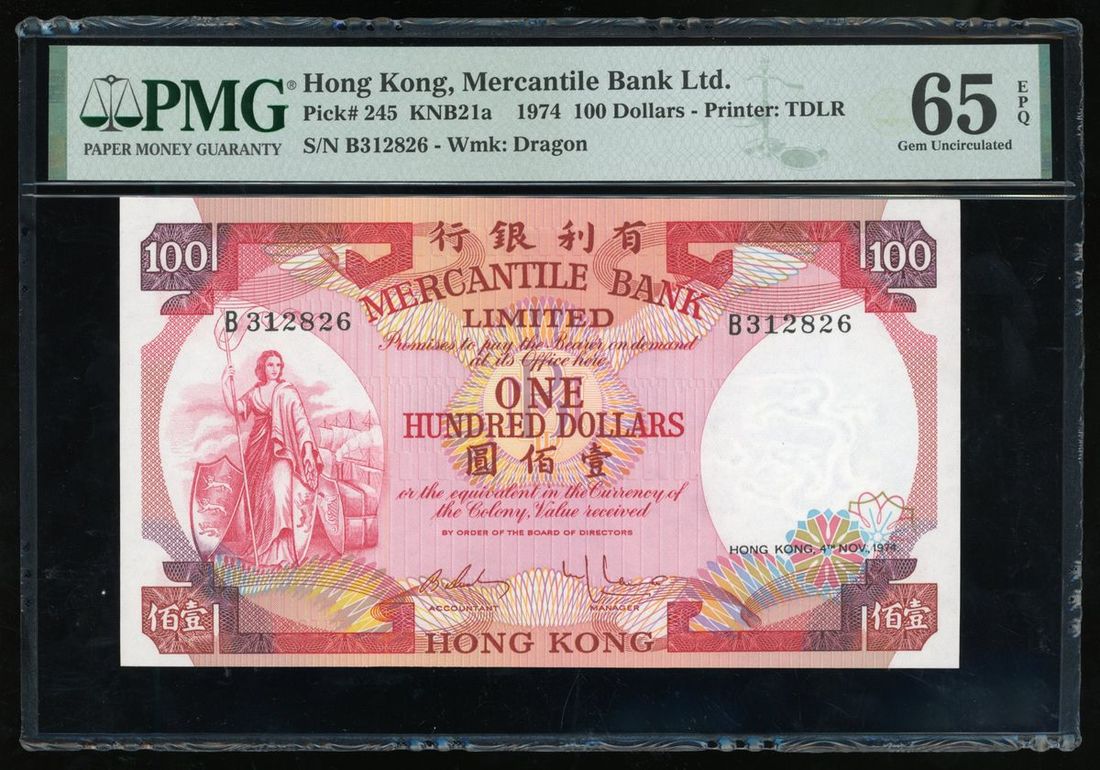 PMG®
PAPER MONEY GUARANTY
Hong Kong, Mercantile Bank Ltd.
Pick# 245 KNB21a 1974 100 Dollars - Printer: TDLR
S/N B312826 - Wmk: Dragon
65 EPQ
Gem Uncirculated
100 行銀利有 100
MERCANTILE BANK
LIMITED
B312826 B312826
Promises to pay the Bearer on demand
at its Office here
ONE
HUNDRED DOLLARS
圓佰壹
or the equivalent in the Currency of
the Colony, Value received
BY ORDER OF THE BOARD OF DIRECTORS
HONG KONG, 4TH NOV., 1974.
ACCOUNTANT MANAGER
佰壹 HONG KONG 佰壹